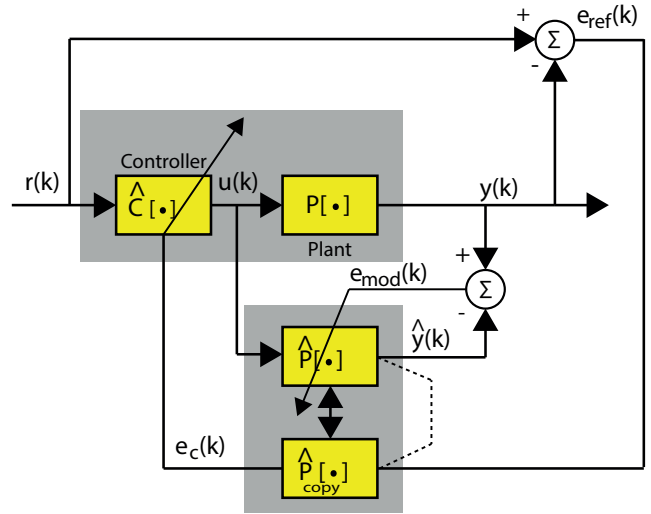 +
e_ref(k)
Σ
-
Controller
r(k)
Ĉ[•]
u(k)
P[•]
y(k)
Plant
+
e_mod(k)
Σ
-
P̂[•]
ŷ(k)
e_c(k)
P̂[•]
copy